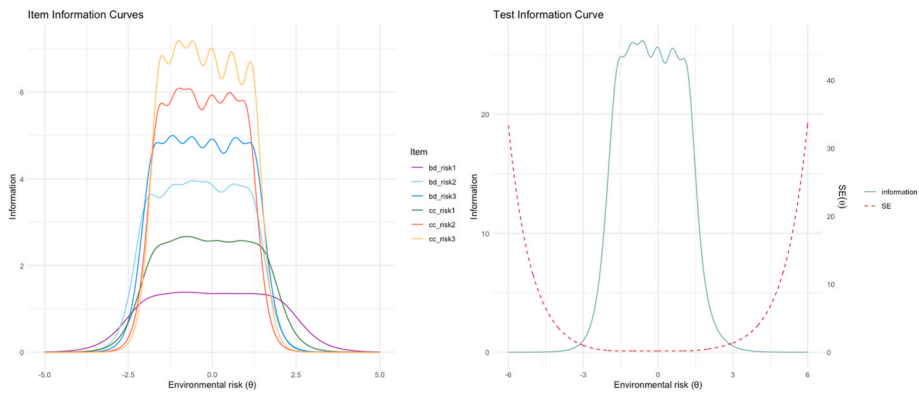 Item Information Curves
Information
6
4
2
0
-5.0
-2.5
0.0
2.5
5.0
Environmental risk (θ)
Item
bd_risk1
bd_risk2
bd_risk3
cc_risk1
cc_risk2
cc_risk3
Test Information Curve
Information
20
10
0
-6
-3
0
3
6
Environmental risk (θ)
40
30
20
10
0
SE(θ)
information
SE